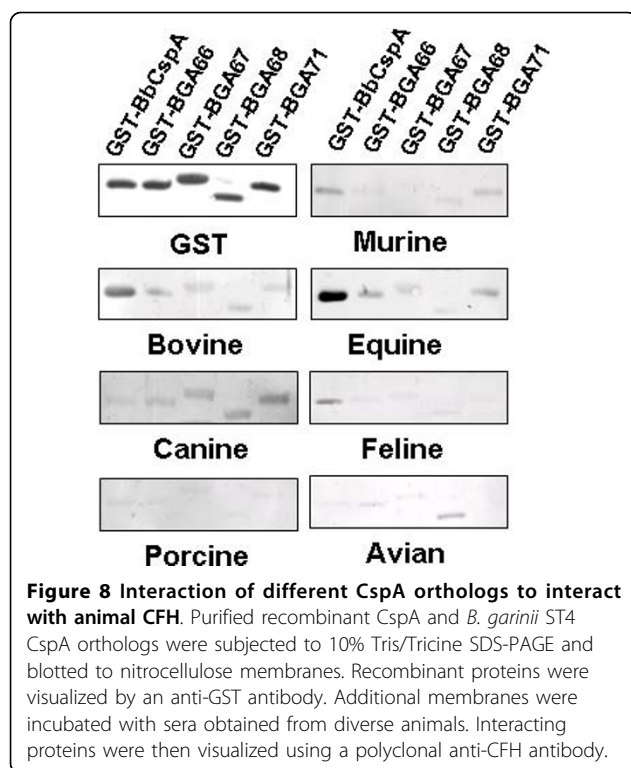 GST-BbCspA GST-BGA66 GST-BGA67 GST-BGA68 GST-BGA71 GST-BbCspA GST-BGA66 GST-BGA67 GST-BGA68 GST-BGA71
GST Murine
Bovine Equine
Canine Feline
Porcine Avian
Figure 8 Interaction of different CspA orthologs to interact
with animal CFH. Purified recombinant CspA and B. garinii ST4
CspA orthologs were subjected to 10% Tris/Tricine SDS-PAGE and
blotted to nitrocellulose membranes. Recombinant proteins were
visualized by an anti-GST antibody. Additional membranes were
incubated with sera obtained from diverse animals. Interacting
proteins were then visualized using a polyclonal anti-CFH antibody.